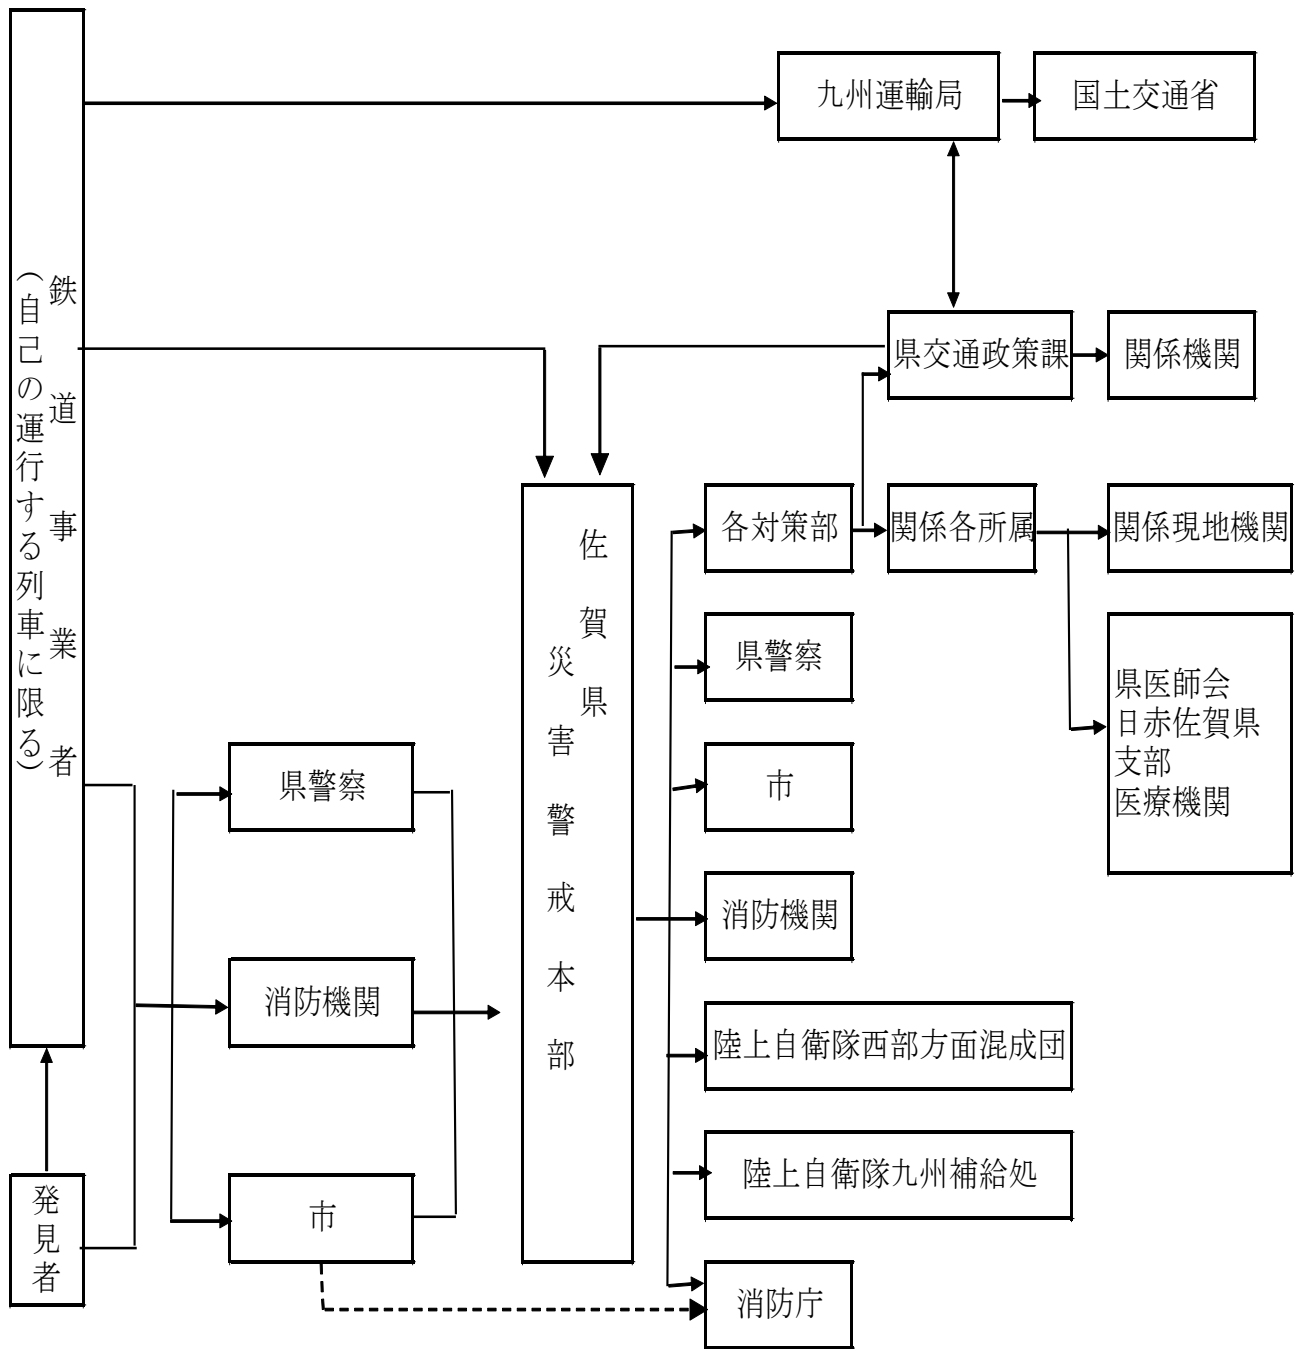 九州運輸局
国土交通省
鉄道事業者
(自己の運行する列車に限る)
県交通政策課
関係機関
佐賀県
災害警戒本部
各対策部
関係各所属
関係現地機関
県警察
県医師会
日赤佐賀県
支部
医療機関
県警察
市
消防機関
消防機関
陸上自衛隊西部方面混成団
陸上自衛隊九州補給処
発見者
市
消防庁